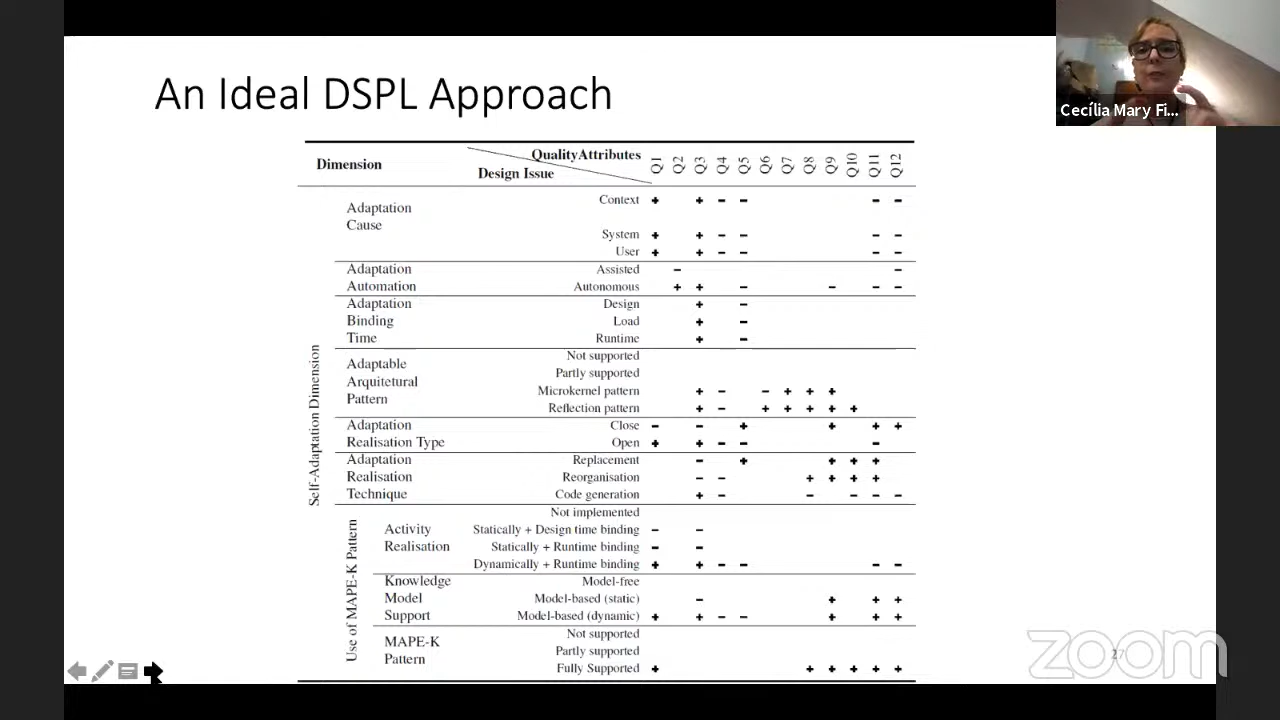 An Ideal DSPL Approach
Cecília Mary Fi...
Dimension
QualityAttributes
Design Issue
Q1 Q2 Q3 Q4 Q5 Q6 Q7 Q8 Q9 Q10 Q11 Q12
Self-Adaptation Dimension
Adaptation
Cause
Context + + - - - -
System + + - - - -
User + + - - - -
Adaptation
Automation
Assisted - -
Autonomous + + - - - -
Adaptation
Binding
Time
Design + -
Load + -
Runtime + -
Adaptable
Arquitetural
Pattern
Not supported
Partly supported
Microkernel pattern + - - + + +
Reflection pattern + - + + + + +
Adaptation
Realisation Type
Close - - + + + +
Open + + - - -
Adaptation
Realisation
Technique
Replacement - + + + +
Reorganisation - - + + + +
Code generation + - - - - -
Use of MAPE-K Pattern
Activity
Realisation
Not implemented
Statically + Design time binding - -
Statically + Runtime binding - -
Dynamically + Runtime binding + + - - - -
Knowledge
Model
Support
Model-free
Model-based (static) - + + +
Model-based (dynamic) + + - - + + +
MAPE-K
Pattern
Not supported
Partly supported
Fully Supported + + + + + +
27
zoom